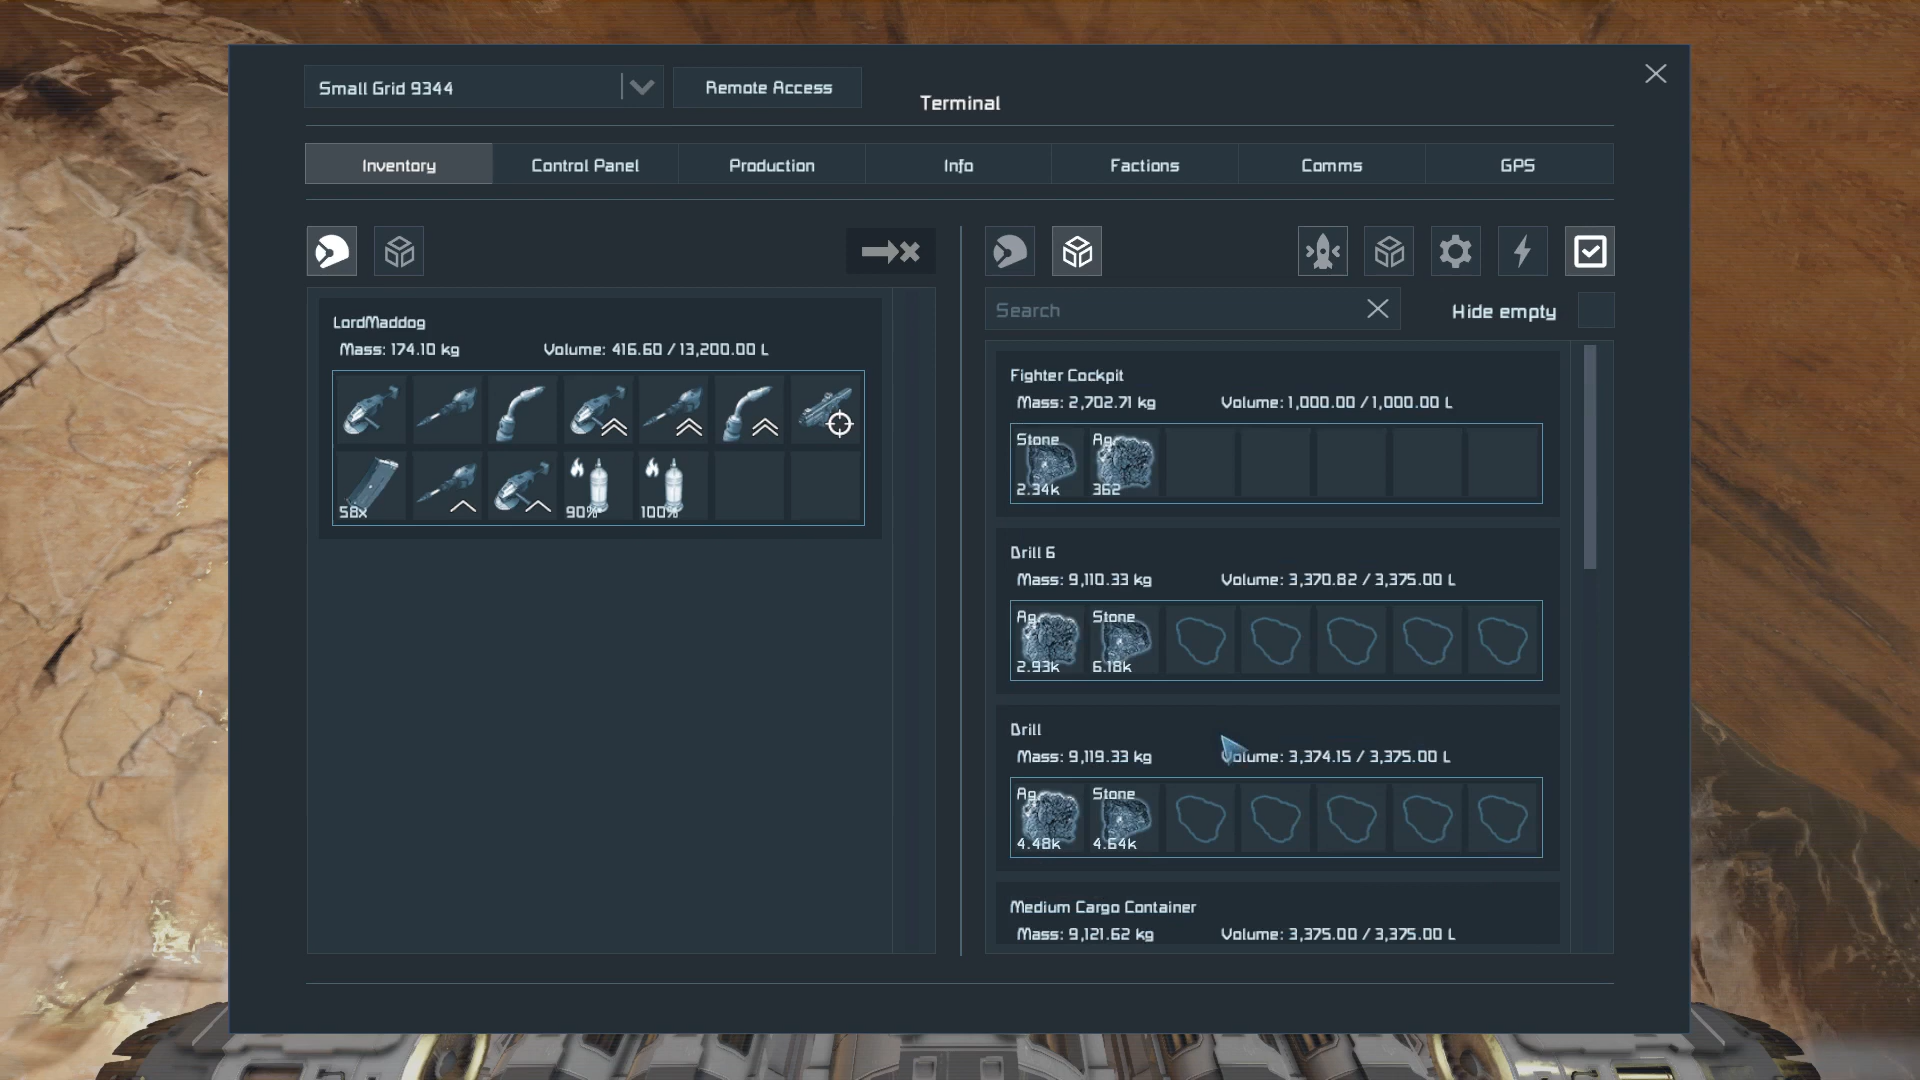 Small Grid 9344
Remote Access
Terminal
Inventory
Control Panel
Production
Info
Factions
Comms
GPS
LordMaddog
Mass: 174.10 kg
Volume: 416.60 / 13,200.00 L
58x
90%
100%
Search
Hide empty
Fighter Cockpit
Mass: 2,702.71 kg
Volume: 1,000.00 / 1,000.00 L
Stone
Ag
2.34k
362
Drill 6
Mass: 9,110.33 kg
Volume: 3,370.82 / 3,375.00 L
Ag
Stone
2.93k
6.18k
Drill
Mass: 9,119.33 kg
Volume: 3,374.15 / 3,375.00 L
Ag
Stone
4.48k
4.64k
Medium Cargo Container
Mass: 9,121.62 kg
Volume: 3,375.00 / 3,375.00 L